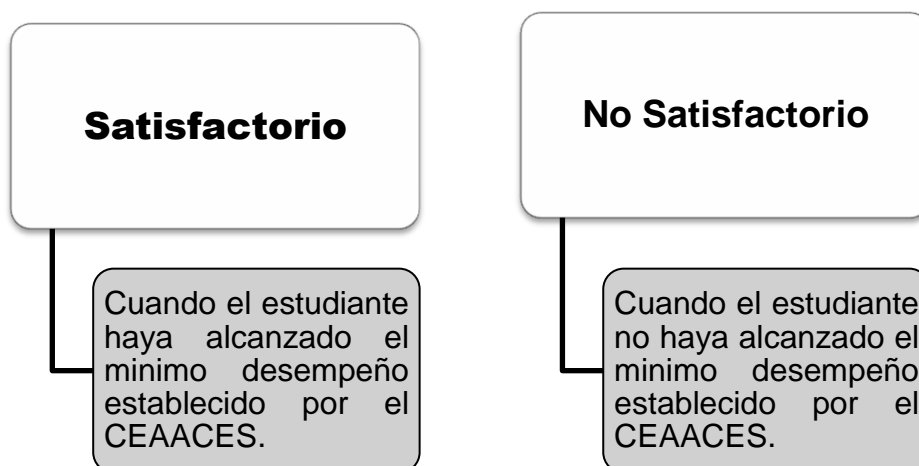 Satisfactorio
Cuando el estudiante
haya alcanzado el
minimo desempeño
establecido por el
CEAACES.
No Satisfactorio
Cuando el estudiante
no haya alcanzado el
minimo desempeño
establecido por el
CEAACES.